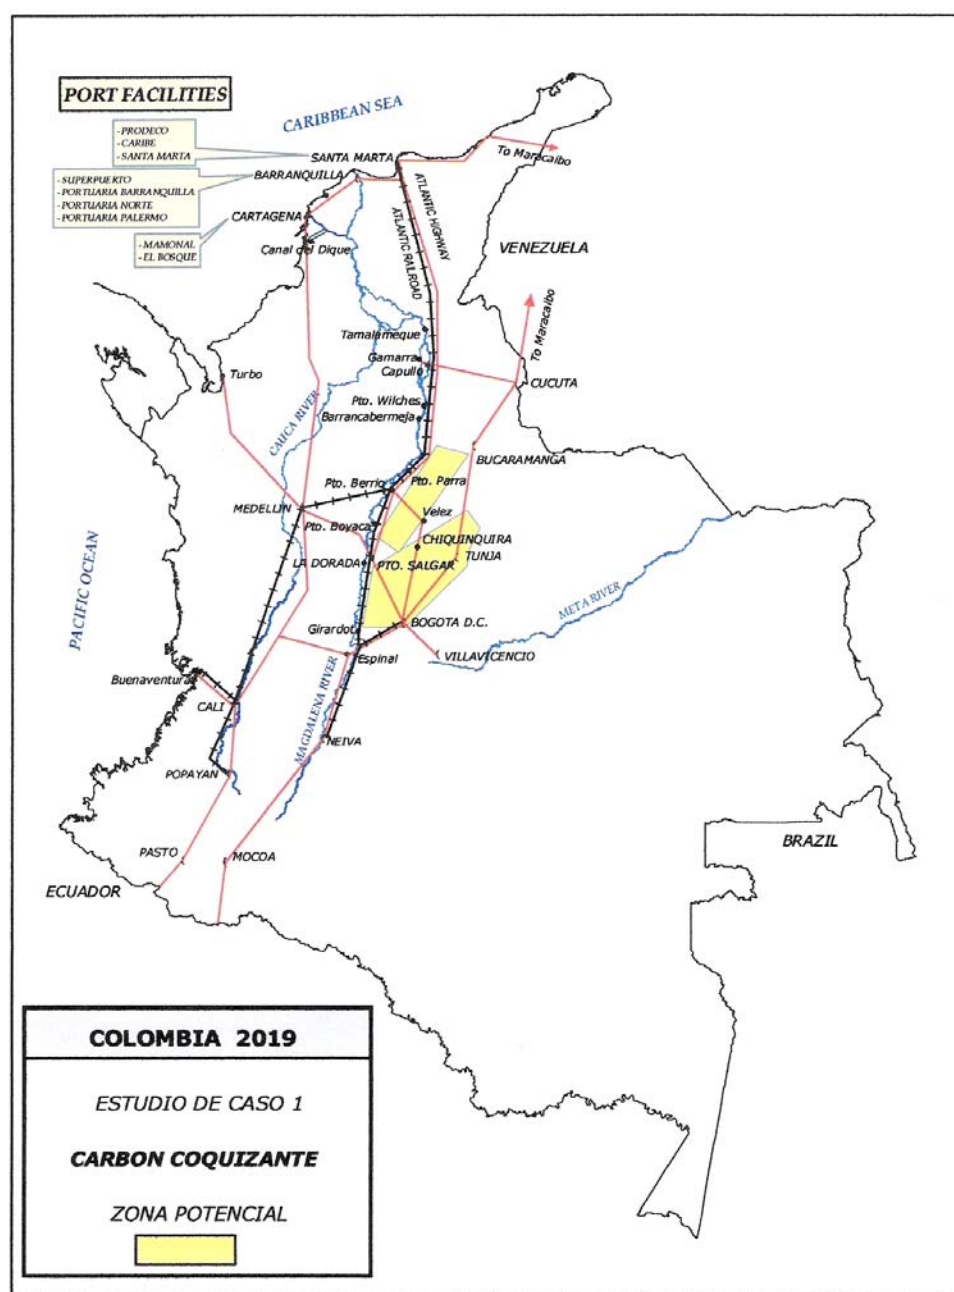 PORT FACILITIES
CARIBBEAN SEA
-PRODECO
-CARIBE
-SANTA MARTA
SANTA MARTA
To Maracaibo
BARRANQUILLA
-SUPERPUERTO
-PORTUARIA BARRANQUILLA
-PORTUARIA NORTE
-PORTUARIA PALERMO
CARTAGENA
-MAMONAL
-EL BOSQUE
Canal del Dique
ATLANTIC HIGHWAY
ATLANTIC RAILROAD
VENEZUELA
Tamalameque
To Maracaibo
Gamarra
Capullo
Turbo
CUCUTA
Pto. Wilches
Barrancabermeja
CAUCA RIVER
BUCARAMANGA
Pto. Berrio
Pto. Parra
MEDELLIN
Velez
Pto. Boyaca
CHIQUINQUIRA
TUNJA
LA DORADA
PTO. SALGAR
PACIFIC OCEAN
META RIVER
Girardot
BOGOTA D.C.
Espinal
VILLAVICENCIO
Buenaventura
CALI
MAGDALENA RIVER
NEIVA
POPAYAN
PASTO
MOCOA
BRAZIL
ECUADOR
COLOMBIA 2019
ESTUDIO DE CASO 1
CARBON COQUIZANTE
ZONA POTENCIAL